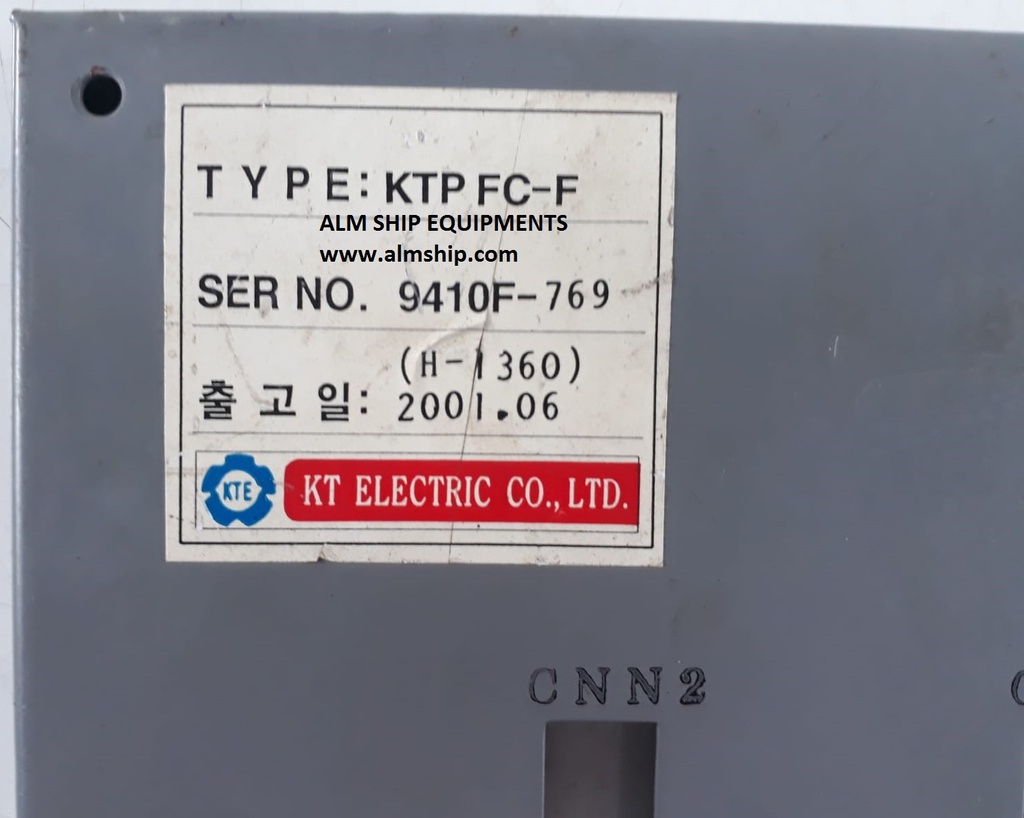 TYPE: KTP FC-F
ALM SHIP EQUIPMENTS
www.almship.com
SER NO. 9410F-769
(H-1360)
출고일: 2001.06
KTE KT ELECTRIC CO., LTD.
CNN2